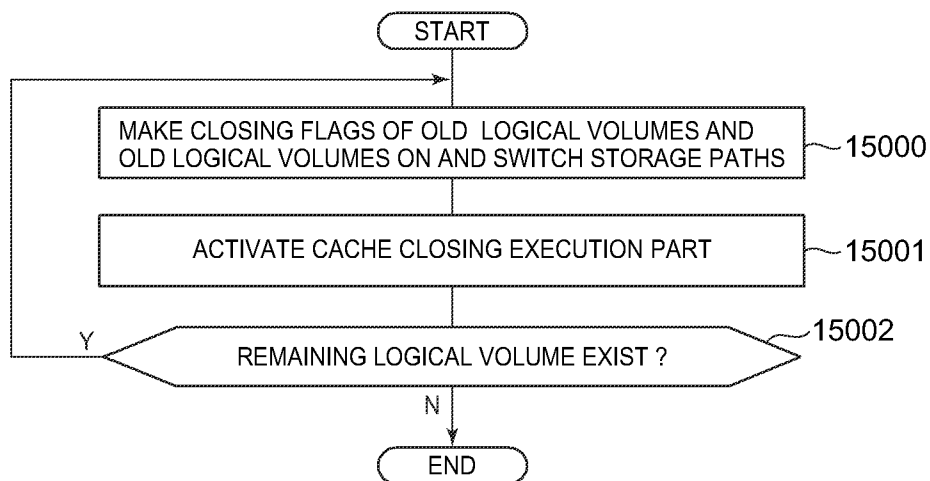 START
MAKE CLOSING FLAGS OF OLD LOGICAL VOLUMES AND
OLD LOGICAL VOLUMES ON AND SWITCH STORAGE PATHS
15000
ACTIVATE CACHE CLOSING EXECUTION PART
15001
15002
Y
REMAINING LOGICAL VOLUME EXIST ?
N
END